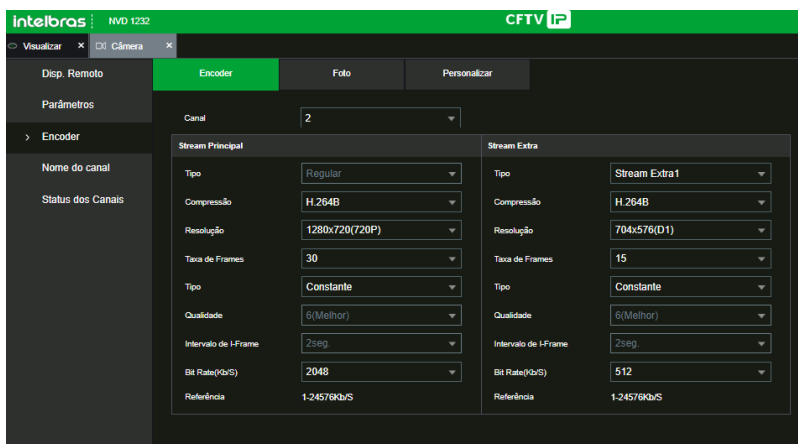 intelbras NVD 1232 CFTV IP
Visualizar × Câmera ×
Disp. Remoto
Parâmetros
Encoder
Nome do canal
Status dos Canais
Encoder Foto Personalizar
Canal 2
Stream Principal
Tipo Regular
Compressão H.264B
Resolução 1280x720(720P)
Taxa de Frames 30
Tipo Constante
Qualidade 6(Melhor)
Intervalo de I-Frame 2seg.
Bit Rate(Kb/S) 2048
Referência 1-24576Kb/S
Stream Extra
Tipo Stream Extra1
Compressão H.264B
Resolução 704x576(D1)
Taxa de Frames 15
Tipo Constante
Qualidade 6(Melhor)
Intervalo de I-Frame 2seg.
Bit Rate(Kb/S) 512
Referência 1-24576Kb/S